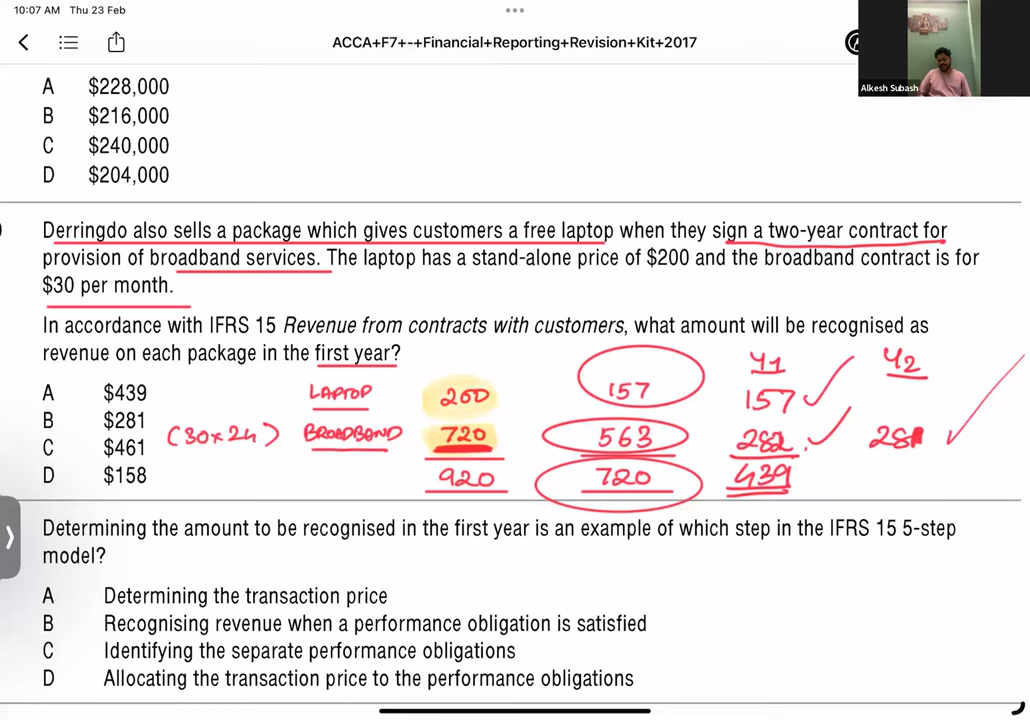 10:07 AM Thu 23 Feb
ACCA+F7+-+Financial+Reporting+Revision+Kit+2017
Alkesh Subash
A $228,000
B $216,000
C $240,000
D $204,000
Derringdo also sells a package which gives customers a free laptop when they sign a two-year contract for
provision of broadband services. The laptop has a stand-alone price of $200 and the broadband contract is for
$30 per month.
In accordance with IFRS 15 Revenue from contracts with customers, what amount will be recognised as
revenue on each package in the first year?
Y1 Y2
A $439 LAPTOP 200 157 157
B $281
(30x24) BROADBAND 720 563 282 281
C $461
D $158 920 720 439
Determining the amount to be recognised in the first year is an example of which step in the IFRS 15 5-step
model?
A Determining the transaction price
B Recognising revenue when a performance obligation is satisfied
C Identifying the separate performance obligations
D Allocating the transaction price to the performance obligations